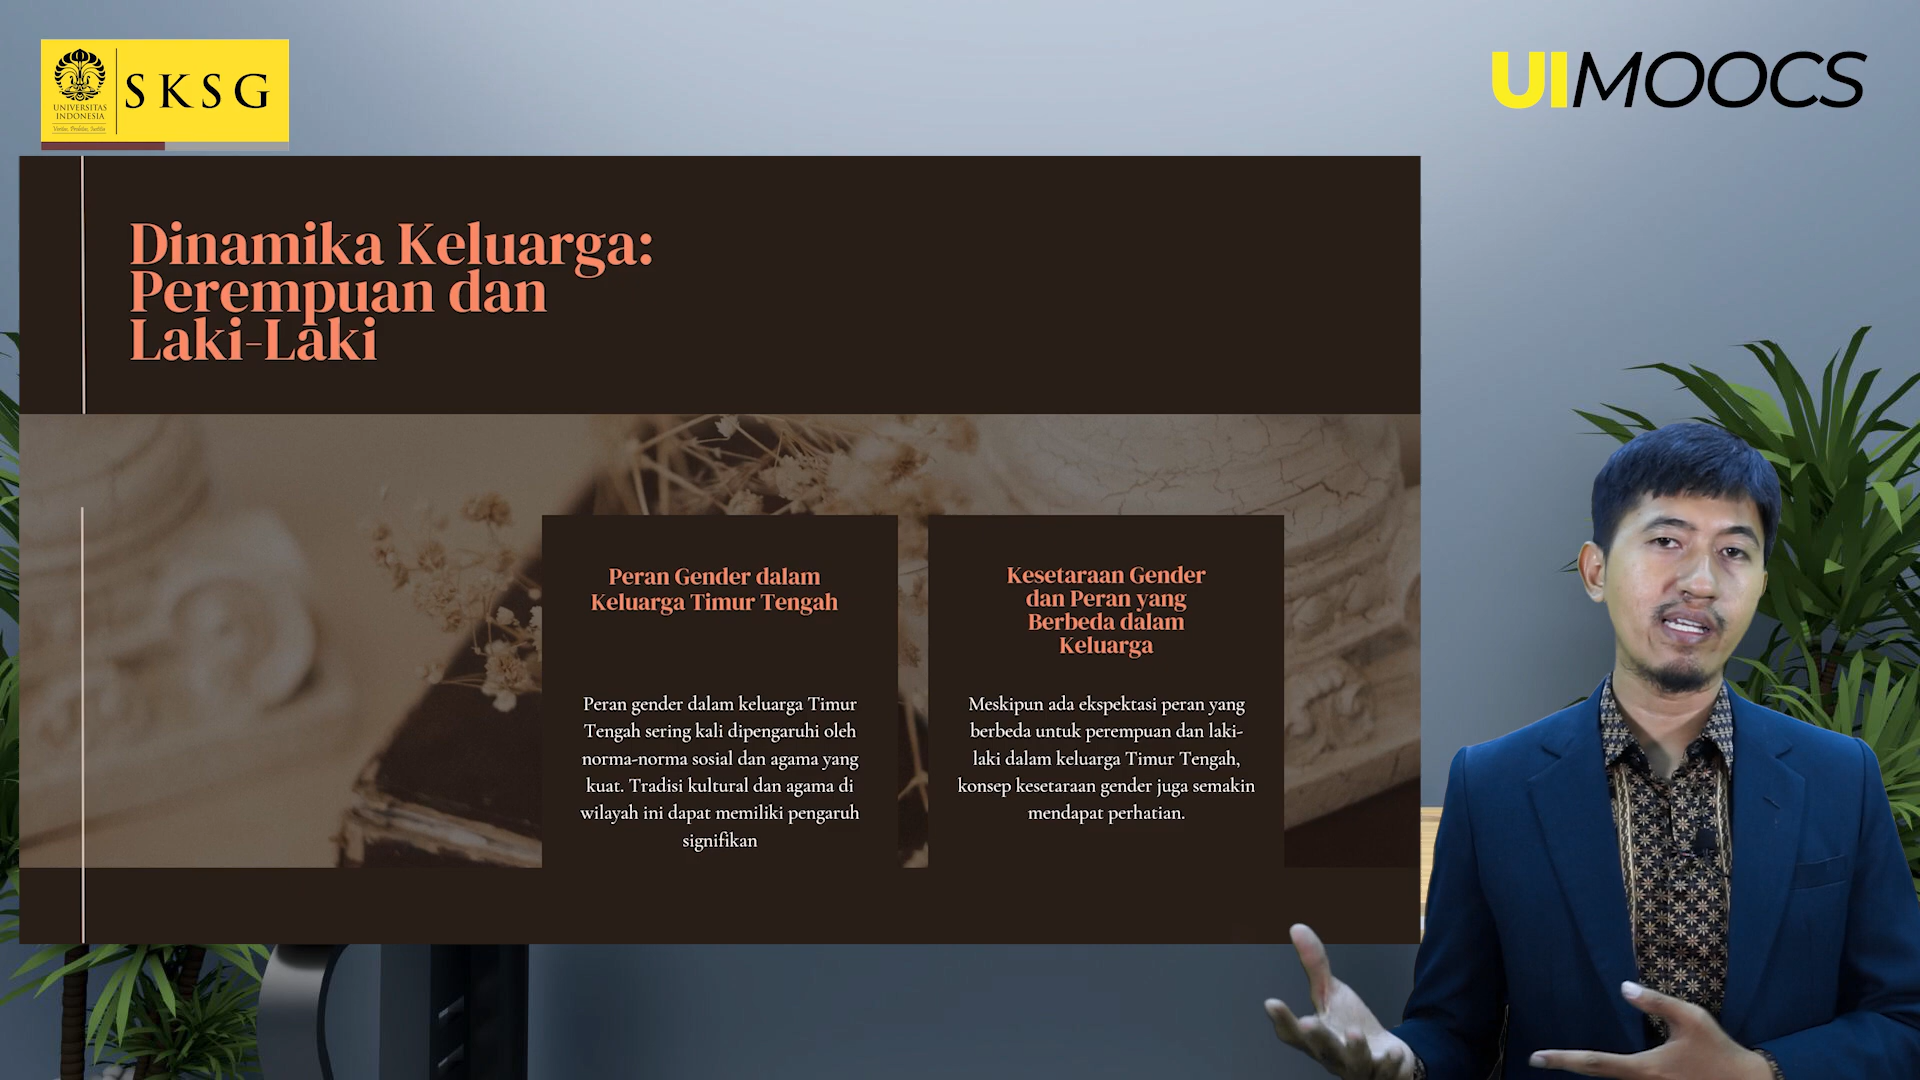 UNIVERSITAS
INDONESIA
Veritas, Probitas, Iustitia
SKSG
UIMOOCS
Dinamika Keluarga:
Perempuan dan
Laki-Laki
Peran Gender dalam
Keluarga Timur Tengah
Peran gender dalam keluarga Timur
Tengah sering kali dipengaruhi oleh
norma-norma sosial dan agama yang
kuat. Tradisi kultural dan agama di
wilayah ini dapat memiliki pengaruh
signifikan
Kesetaraan Gender
dan Peran yang
Berbeda dalam
Keluarga
Meskipun ada ekspektasi peran yang
berbeda untuk perempuan dan laki-
laki dalam keluarga Timur Tengah,
konsep kesetaraan gender juga semakin
mendapat perhatian.